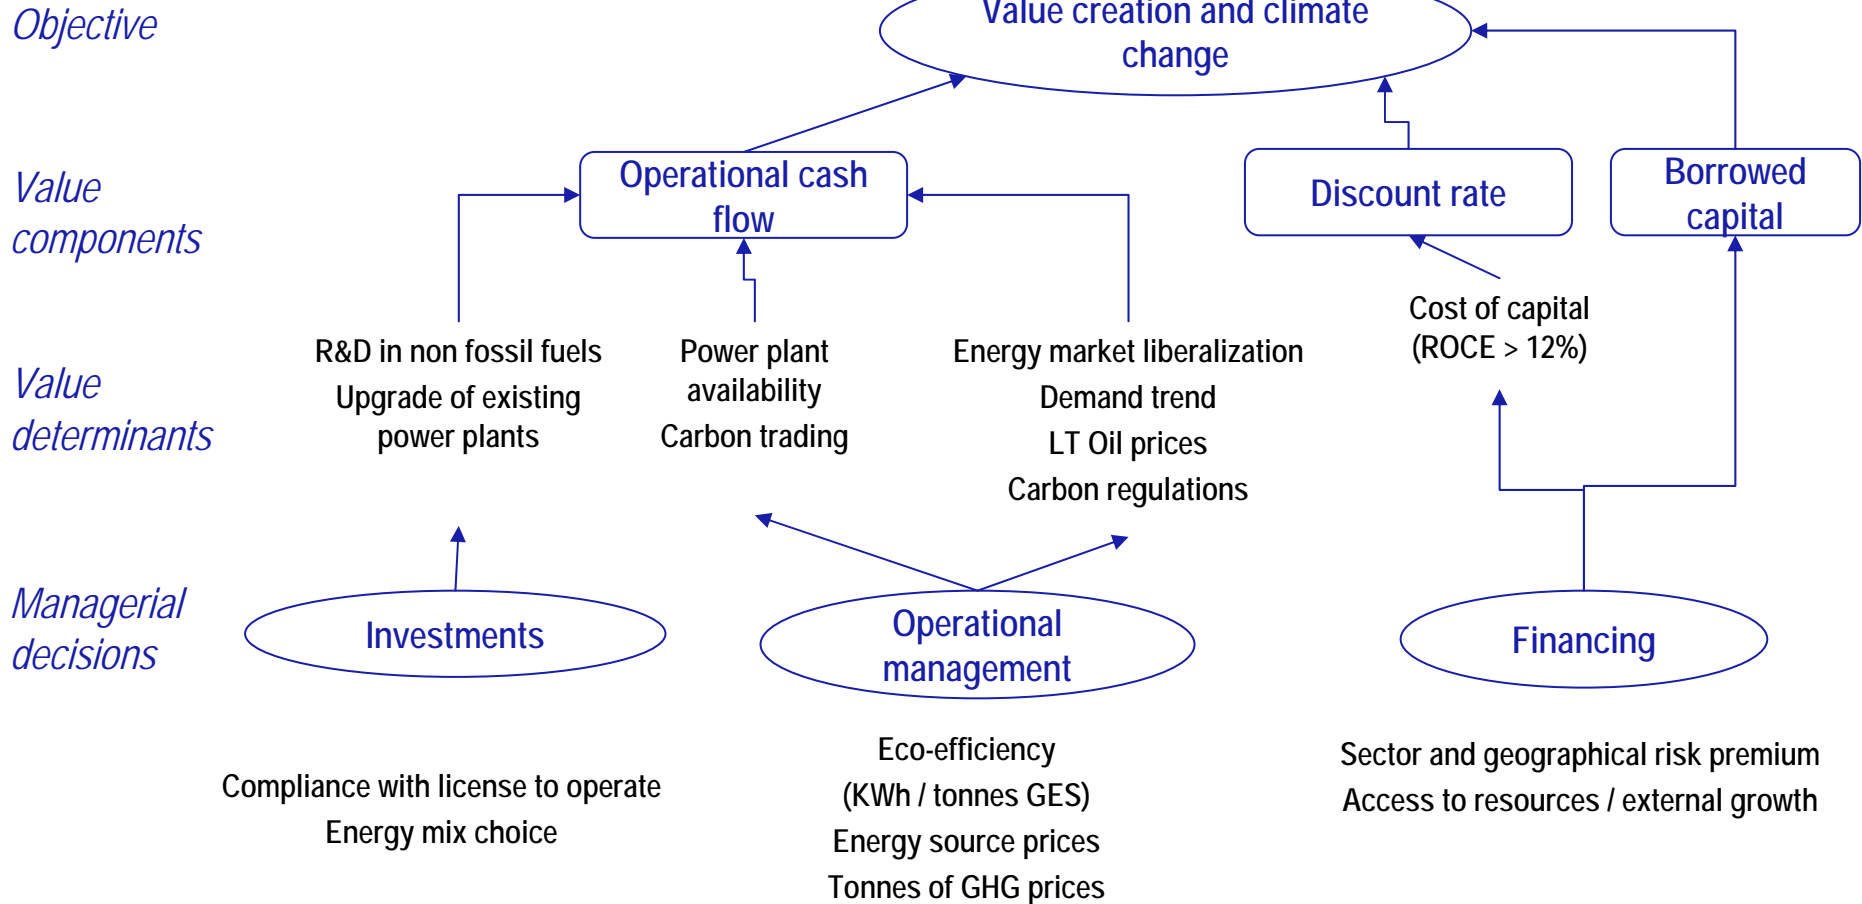 Objective
Value creation and climate
change
Value
components
Operational cash
flow
Discount rate
Borrowed
capital
Value
determinants
R&D in non fossil fuels
Upgrade of existing
power plants
Power plant
availability
Carbon trading
Energy market liberalization
Demand trend
LT Oil prices
Carbon regulations
Cost of capital
(ROCE > 12%)
Managerial
decisions
Investments
Operational
management
Financing
Compliance with license to operate
Energy mix choice
Eco-efficiency
(KWh / tonnes GES)
Energy source prices
Tonnes of GHG prices
Sector and geographical risk premium
Access to resources / external growth